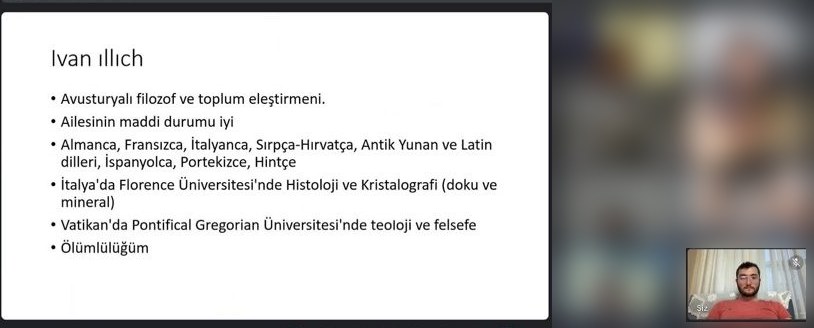 Ivan ıllıch
• Avusturyalı filozof ve toplum eleştirmeni.
• Ailesinin maddi durumu iyi
• Almanca, Fransızca, İtalyanca, Sırpça-Hırvatça, Antik Yunan ve Latin
dilleri, İspanyolca, Portekizce, Hintçe
• İtalya'da Florence Üniversitesi'nde Histoloji ve Kristalografi (doku ve
mineral)
• Vatikan'da Pontifical Gregorian Üniversitesi'nde teoloji ve felsefe
• Ölümlülüğüm
Siz